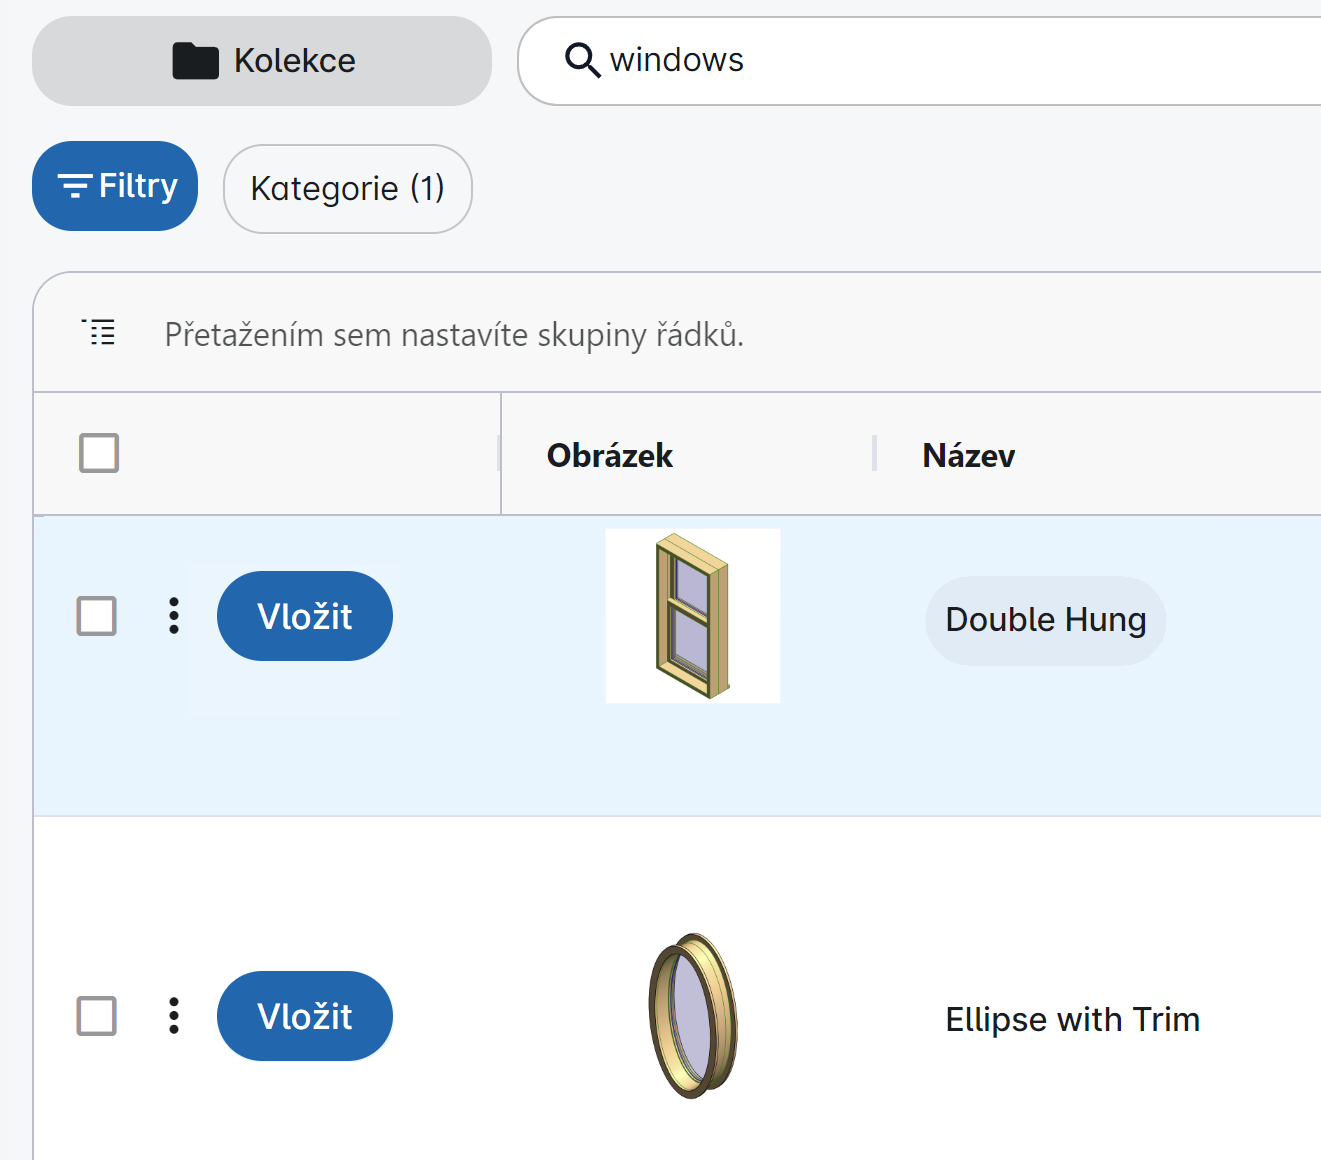 Kolekce
windows
Filtry
Kategorie (1)
Přetažením sem nastavíte skupiny řádků.
Obrázek
Název
Vložit
Double Hung
Vložit
Ellipse with Trim